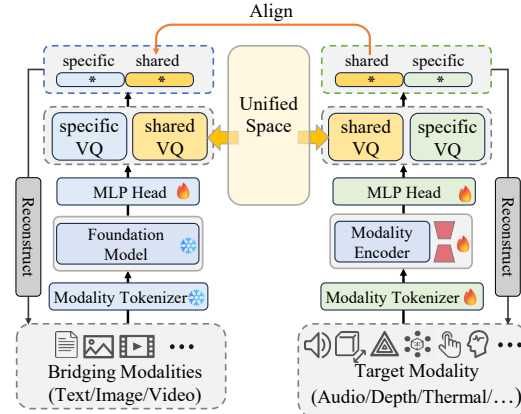 Align
specific shared
* *
shared specific
* *
specific VQ
shared VQ
Unified Space
shared VQ
specific VQ
MLP Head
MLP Head
Reconstruct
Foundation Model
Modality Encoder
Reconstruct
Modality Tokenizer
Modality Tokenizer
Bridging Modalities
(Text/Image/Video)
Target Modality
(Audio/Depth/Thermal/…)